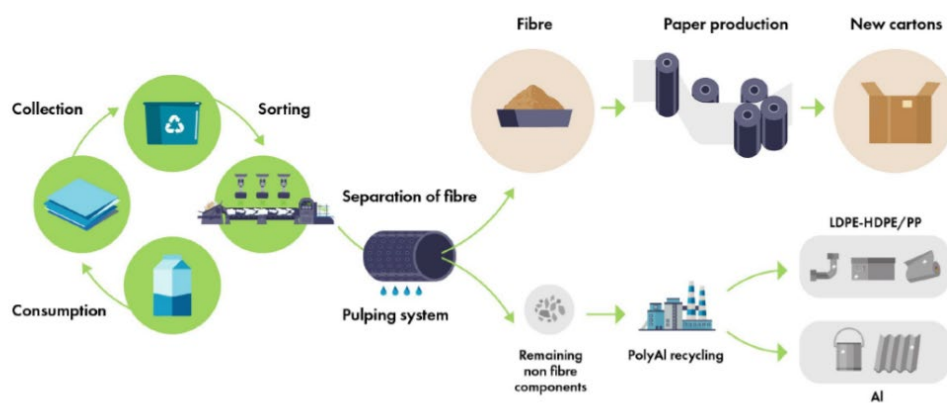 Fibre
Paper production
New cartons
Collection
Sorting
Separation of fibre
Consumption
Pulping system
Remaining
non fibre
components
PolyAl recycling
LDPE-HDPE/PP
Al